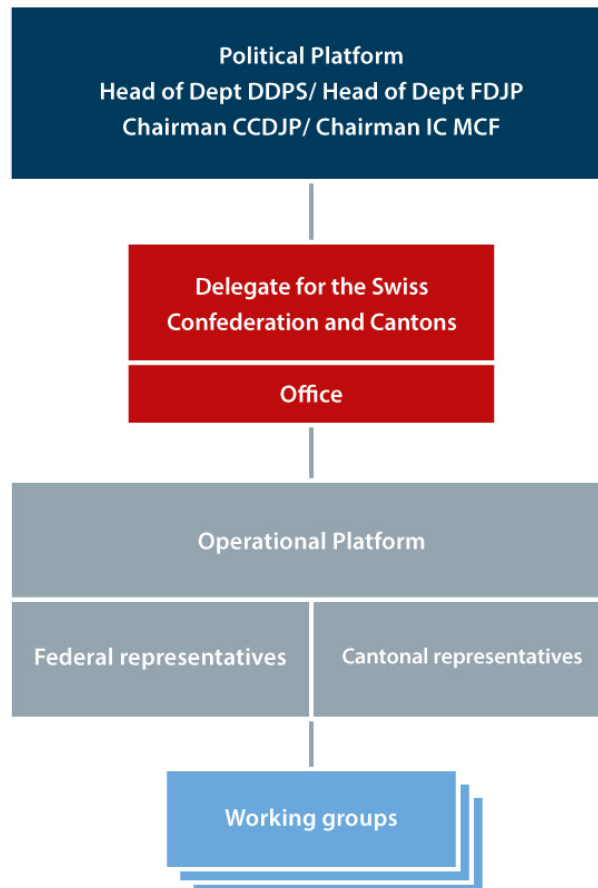 Political Platform
Head of Dept DDPS/ Head of Dept FDJP
Chairman CCDJP/ Chairman IC MCF
Delegate for the Swiss
Confederation and Cantons
Office
Operational Platform
Federal representatives
Cantonal representatives
Working groups